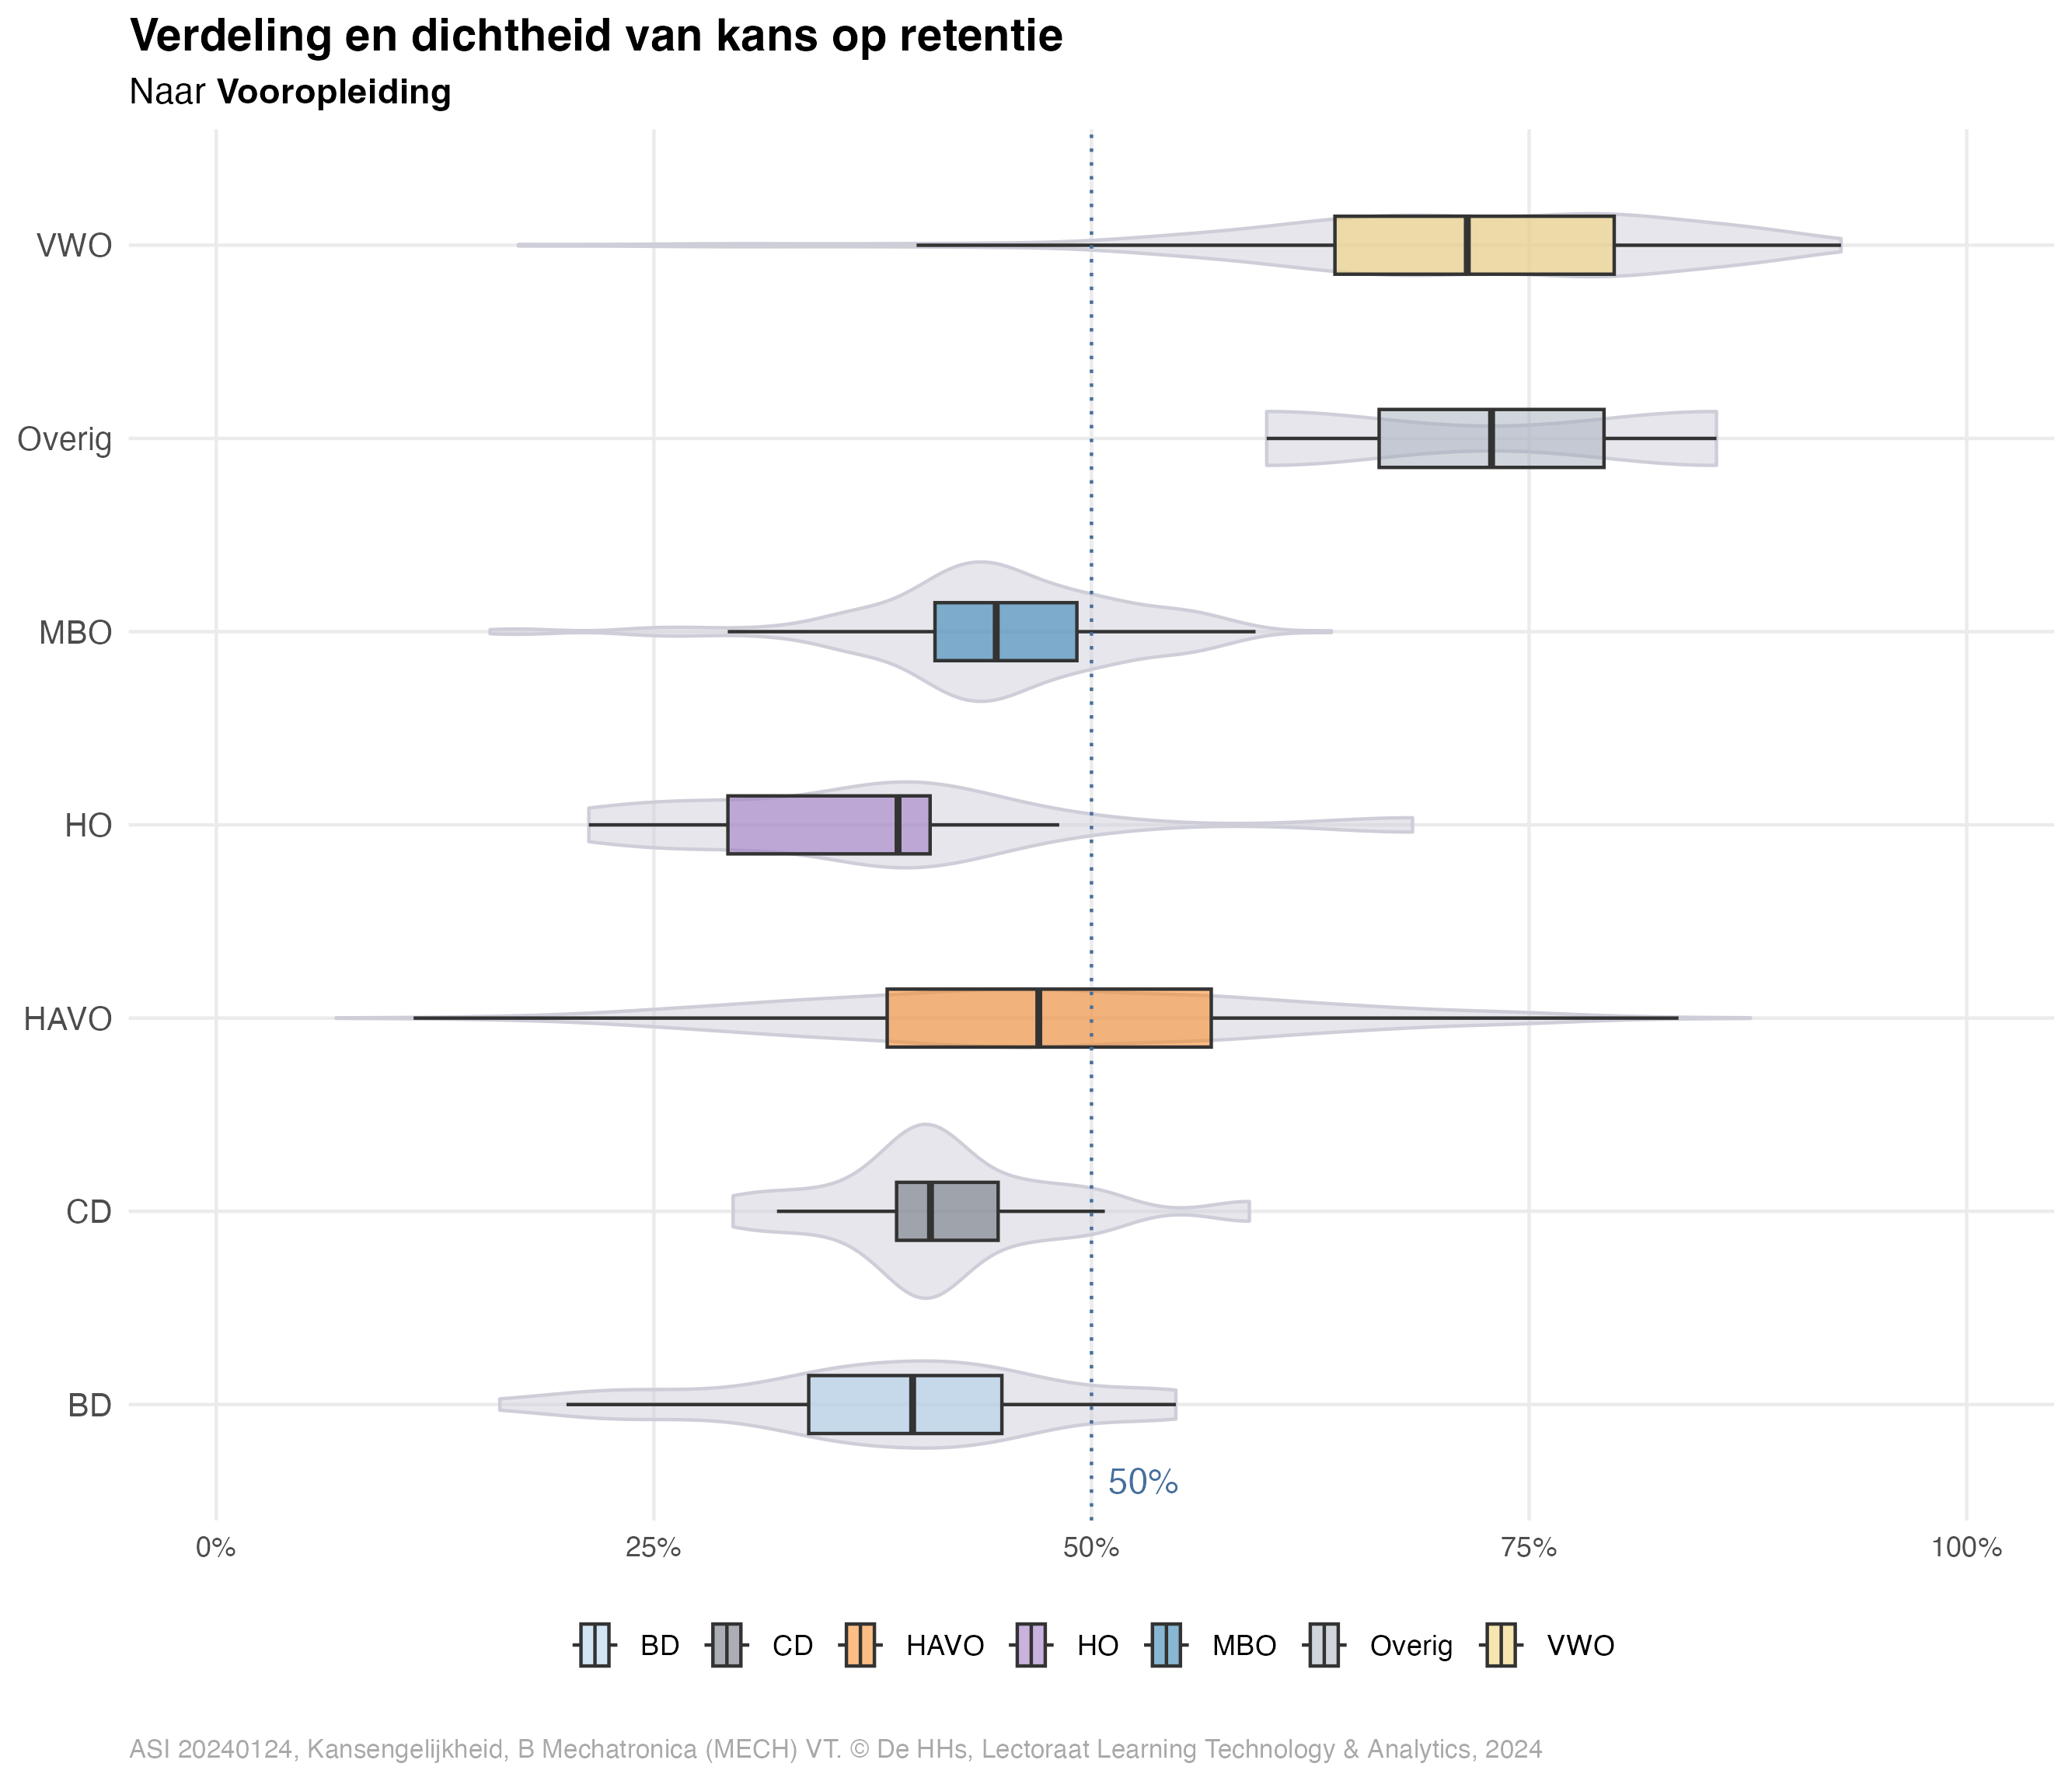 Verdeling en dichtheid van kans op retentie
Naar Vooropleiding
VWO
Overig
MBO
HO
HAVO
CD
BD
50%
0% 25% 50% 75% 100%
BD CD HAVO HO MBO Overig VWO
ASI 20240124, Kansengelijkheid, B Mechatronica (MECH) VT. © De HHs, Lectoraat Learning Technology & Analytics, 2024